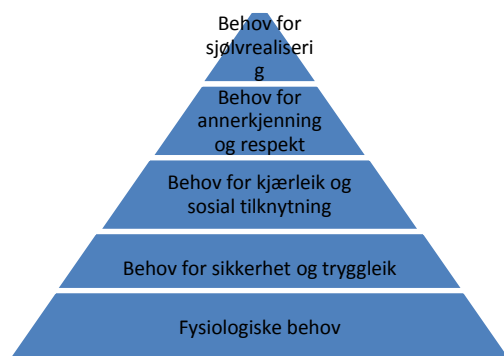 Behov for
sjølvrealiseri
g
Behov for
annerkjenning
og respekt
Behov for kjærleik og
sosial tilknytning
Behov for sikkerhet og tryggleik
Fysiologiske behov